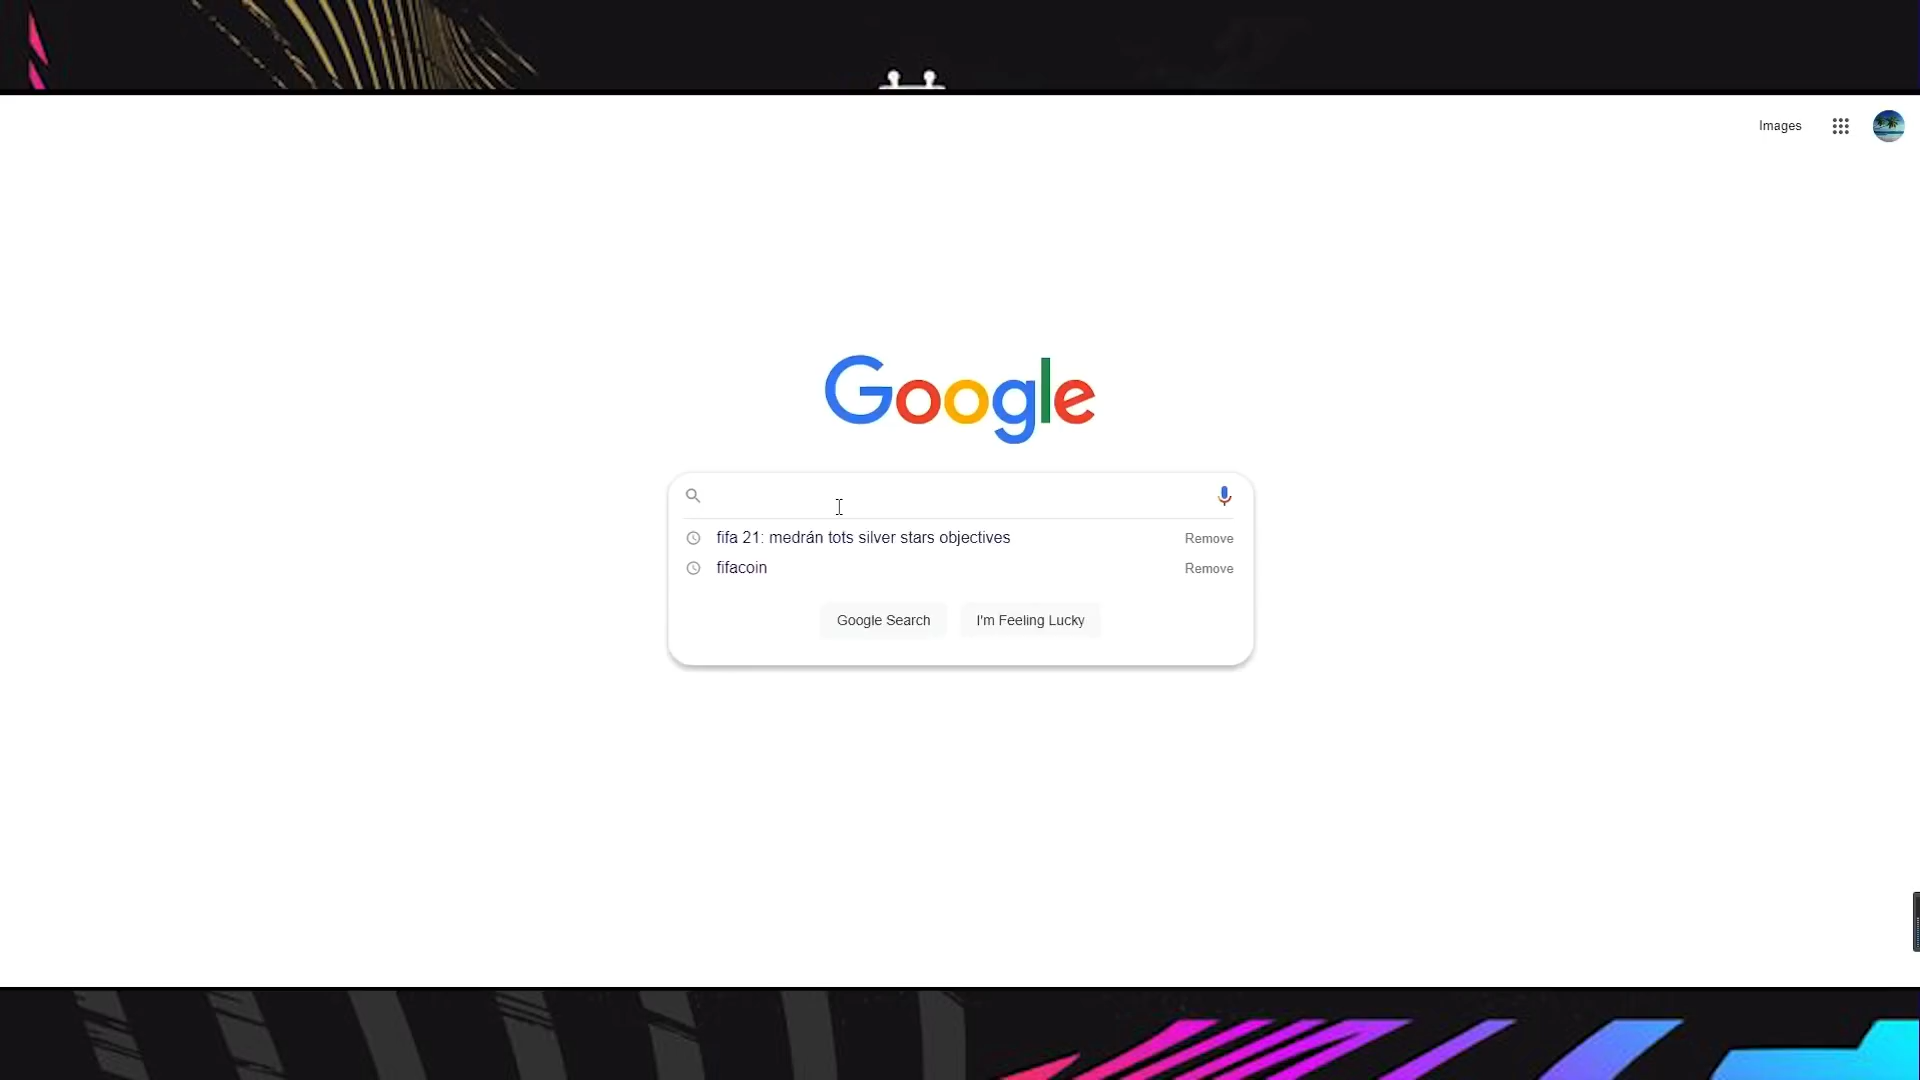 Images
Google
fifa 21: medrán tots silver stars objectives
Remove
fifacoin
Remove
Google Search
I'm Feeling Lucky